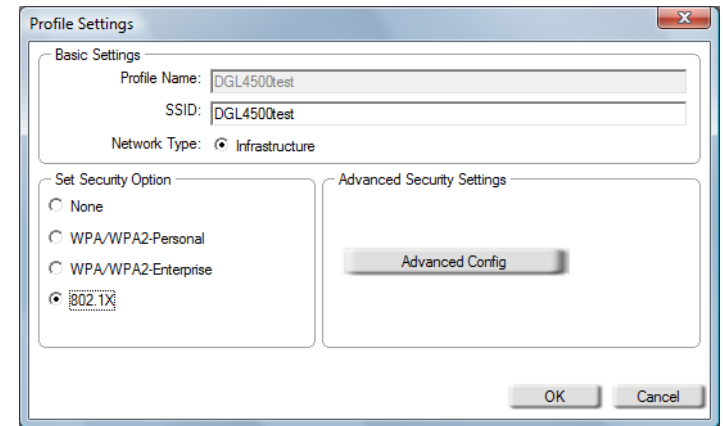 Profile Settings
Basic Settings
Profile Name: DGL4500test
SSID: DGL4500test
Network Type: Infrastructure
Set Security Option
None
WPA/WPA2-Personal
WPA/WPA2-Enterprise
802.1X
Advanced Security Settings
Advanced Config
OK Cancel